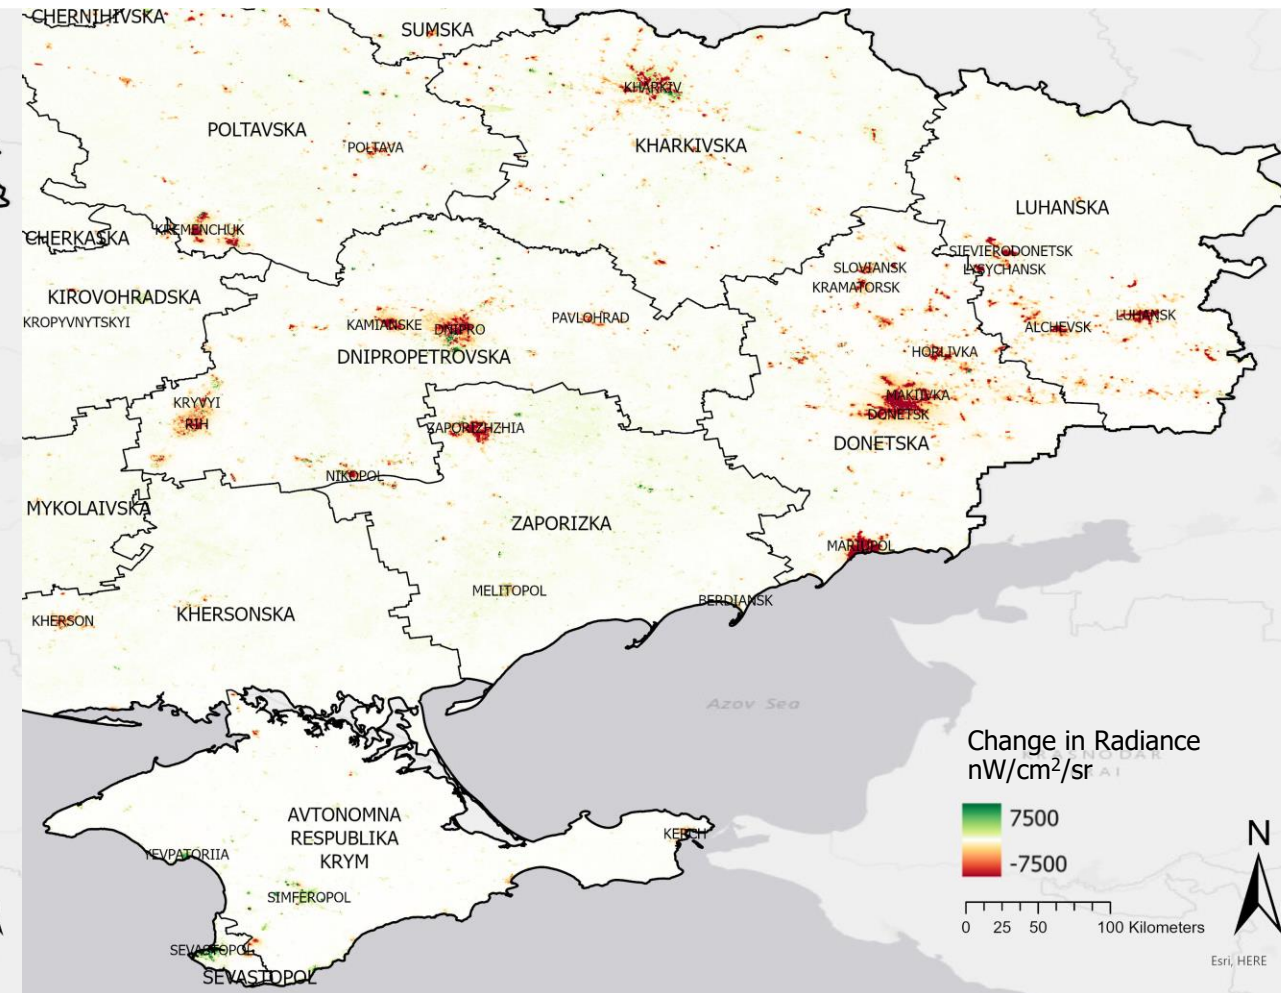 CHERNIHIVSKA
SUMSKA
KHARKIV
POLTAVSKA
POLTAVA
KHARKIVSKA
LUHANSKA
KREMENCHUK
CHERKASKA
SIEVIERODONETSK
LYSYCHANSK
SLOVIANSK
KRAMATORSK
KIROVOHRADSKA
KROPYVNYTSKYI
KAMIANSKE
DNIPRO
PAVLOHRAD
LUHANSK
ALCHEVSK
DNIPROPETROVSKA
HORLIVKA
KRYVYI
RIH
MAKIIVKA
DONETSK
ZAPORIZHZHIA
DONETSKA
NIKOPOL
MYKOLAIVSKA
ZAPORIZKA
MARIUPOL
MELITOPOL
BERDIANSK
KHERSONSKA
KHERSON
Azov Sea
Change in Radiance
nW/cm²/sr
KRASNODAR
7500
-7500
AVTONOMNA
RESPUBLIKA
KRYM
KERCH
YEVPATORIIA
SIMFEROPOL
SEVASTOPOL
SEVASTOPOL
N
0 25 50 100 Kilometers
Esri, HERE